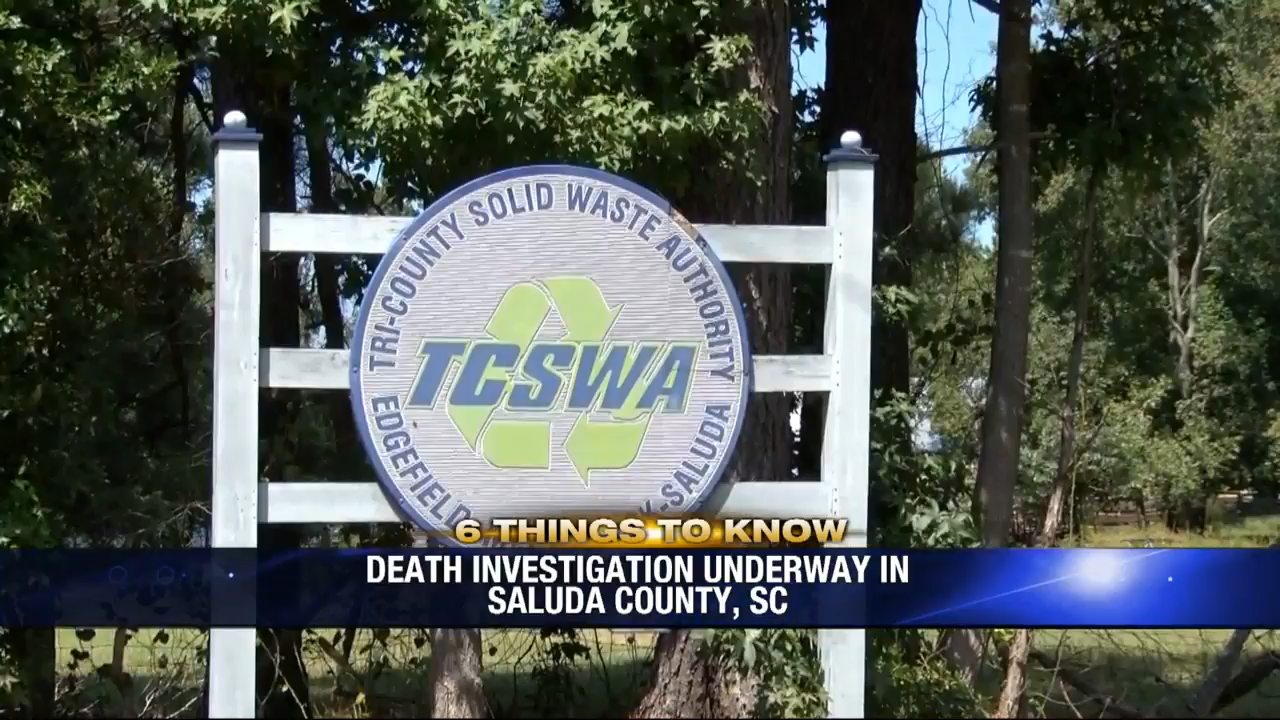 TRI-COUNTY SOLID WASTE AUTHORITY
TCSWA
EDGEFIELD
K-SALUDA
6 THINGS TO KNOW
DEATH INVESTIGATION UNDERWAY IN
SALUDA COUNTY, SC